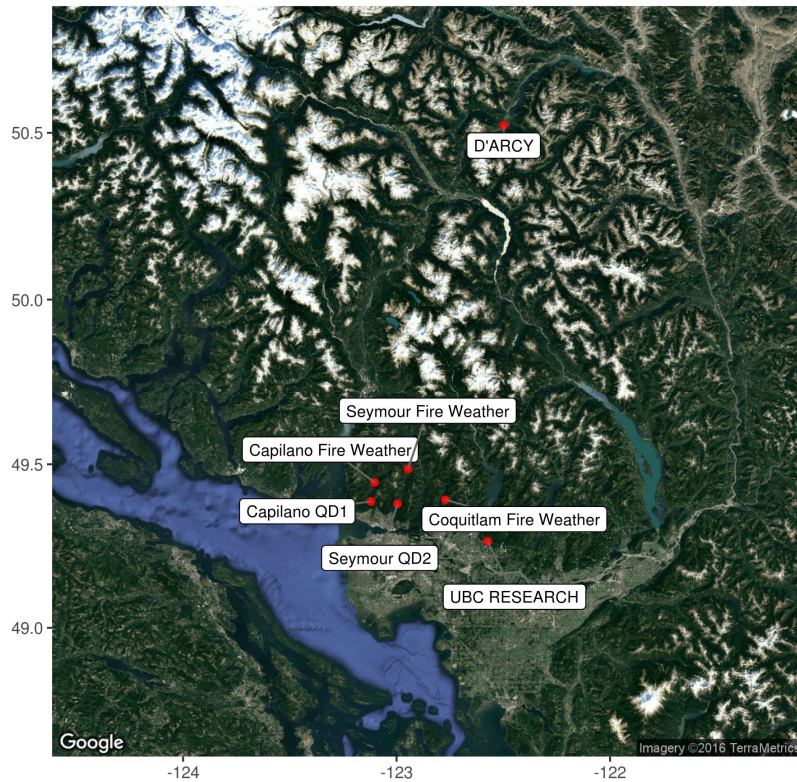 50.5
D'ARCY
50.0
Seymour Fire Weather
Capilano Fire Weather
49.5
Capilano QD1
Coquitlam Fire Weather
Seymour QD2
UBC RESEARCH
49.0
Google
Imagery ©2016 TerraMetrics
-124
-123
-122